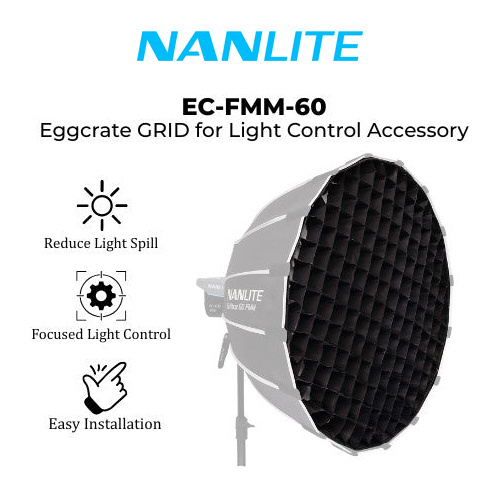 NANLITE
EC-FMM-60
Eggcrate GRID for Light Control Accessory
Reduce Light Spill
Focused Light Control
Easy Installation
NANLITE